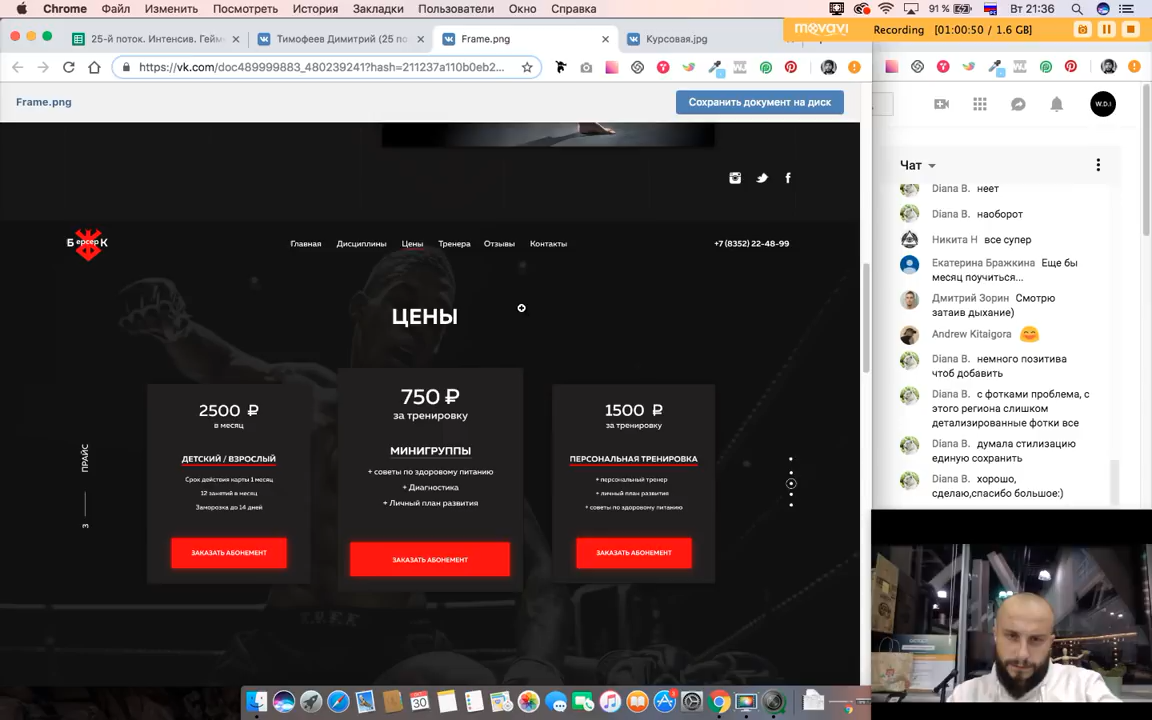 Chrome Файл Изменить Посмотреть История Закладки Пользователи Окно Справка
91 % Вт 21:36
movavi Recording [01:00:50 / 1.6 GB]
25-й поток. Интенсив. Гейм
Тимофеев Димитрий (25 по
Frame.png
Курсовая.jpg
https://vk.com/doc489999883_480239241?hash=211237a110b0eb2...
Frame.png
Сохранить документ на диск
W.D.I
Чат
Diana B. неет
Diana B. наоборот
Никита Н все супер
Екатерина Бражкина Еще бы
месяц поучиться...
Дмитрий Зорин Смотрю
затаив дыхание)
Andrew Kitaigora
Diana B. немного позитива
чтоб добавить
Diana B. с фотками проблема, с
этого региона слишком
детализированные фотки все
Diana B. думала стилизацию
единую сохранить
Diana B. хорошо,
сделаю,спасибо большое:)
Берсерк
Главная Дисциплины Цены Тренера Отзывы Контакты
+7 (8352) 22-48-99
ЦЕНЫ
ПРАЙС
3
2500 ₽
в месяц
ДЕТСКИЙ / ВЗРОСЛЫЙ
Срок действия карты 1 месяц
12 занятий в месяц
Заморозка до 14 дней
ЗАКАЗАТЬ АБОНЕМЕНТ
750 ₽
за тренировку
МИНИГРУППЫ
+ советы по здоровому питанию
+ Диагностика
+ Личный план развития
ЗАКАЗАТЬ АБОНЕМЕНТ
1500 ₽
за тренировку
ПЕРСОНАЛЬНАЯ ТРЕНИРОВКА
+ персональный тренер
+ личный план развития
+ советы по здоровому питанию
ЗАКАЗАТЬ АБОНЕМЕНТ
30